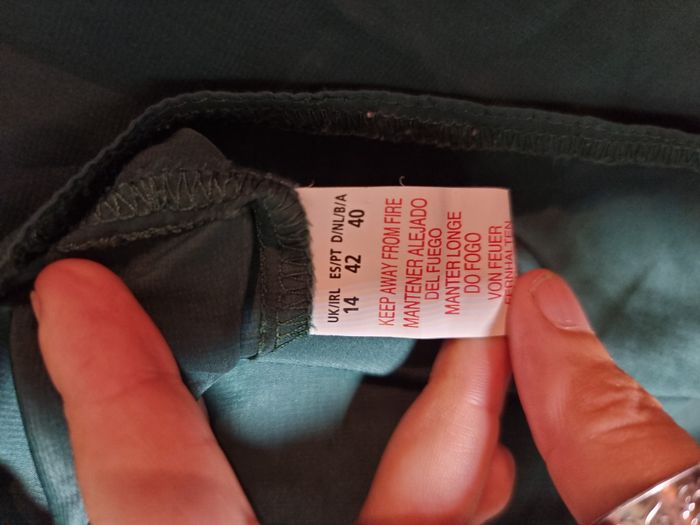 UK/IRL ES/PT D/NL/B/A
14 42 40
KEEP AWAY FROM FIRE
MANTENER ALEJADO
DEL FUEGO
MANTER LONGE
DO FOGO
VON FEUER
FERNHALTEN